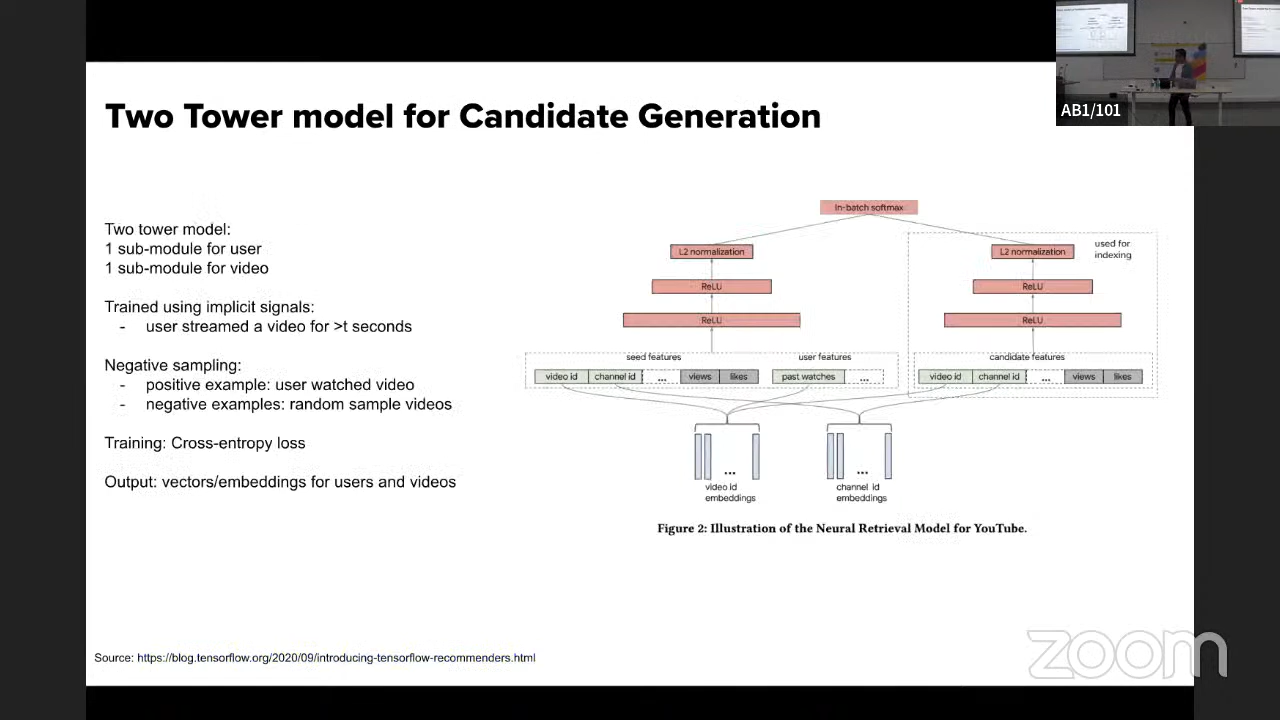 Two Tower model for Candidate Generation
AB1/101
Two tower model:
1 sub-module for user
1 sub-module for video
Trained using implicit signals:
- user streamed a video for >t seconds
Negative sampling:
- positive example: user watched video
- negative examples: random sample videos
Training: Cross-entropy loss
Output: vectors/embeddings for users and videos
In-batch softmax
L2 normalization
ReLU
ReLU
seed features
user features
video id
channel id
...
views
likes
past watches
...
L2 normalization
used for
indexing
ReLU
ReLU
candidate features
video id
channel id
...
views
likes
...
video id
embeddings
...
channel id
embeddings
Figure 2: Illustration of the Neural Retrieval Model for YouTube.
Source: https://blog.tensorflow.org/2020/09/introducing-tensorflow-recommenders.html
zoom